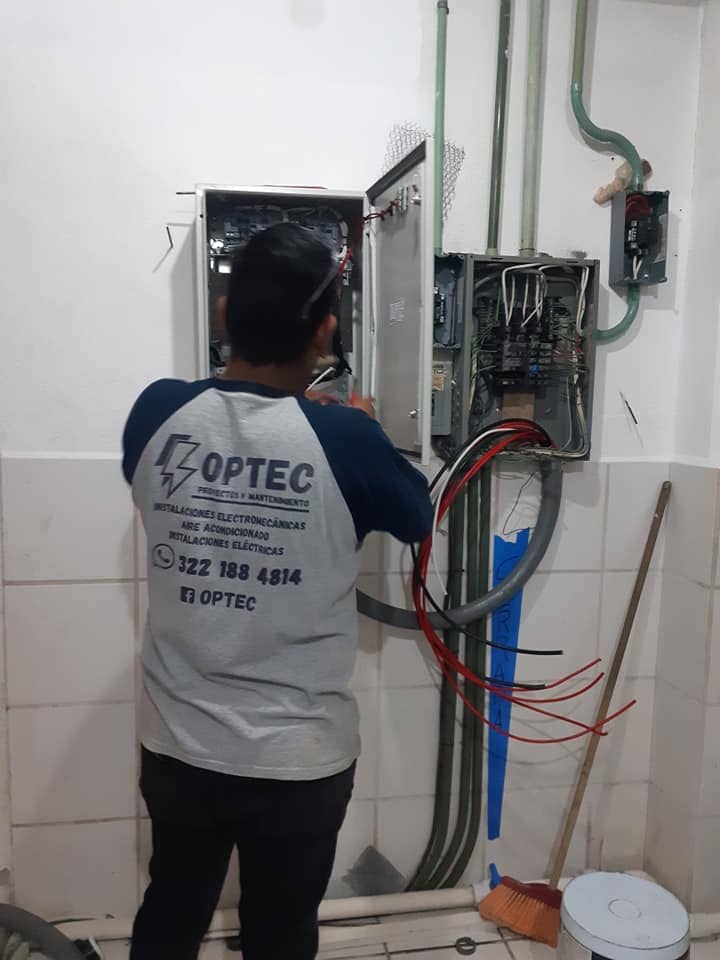 OPTEC
PROYECTOS Y MANTENIMIENTO
INSTALACIONES ELECTROMECÁNICAS
AIRE ACONDICIONADO
INSTALACIONES ELÉCTRICAS
322 188 4814
f OPTEC